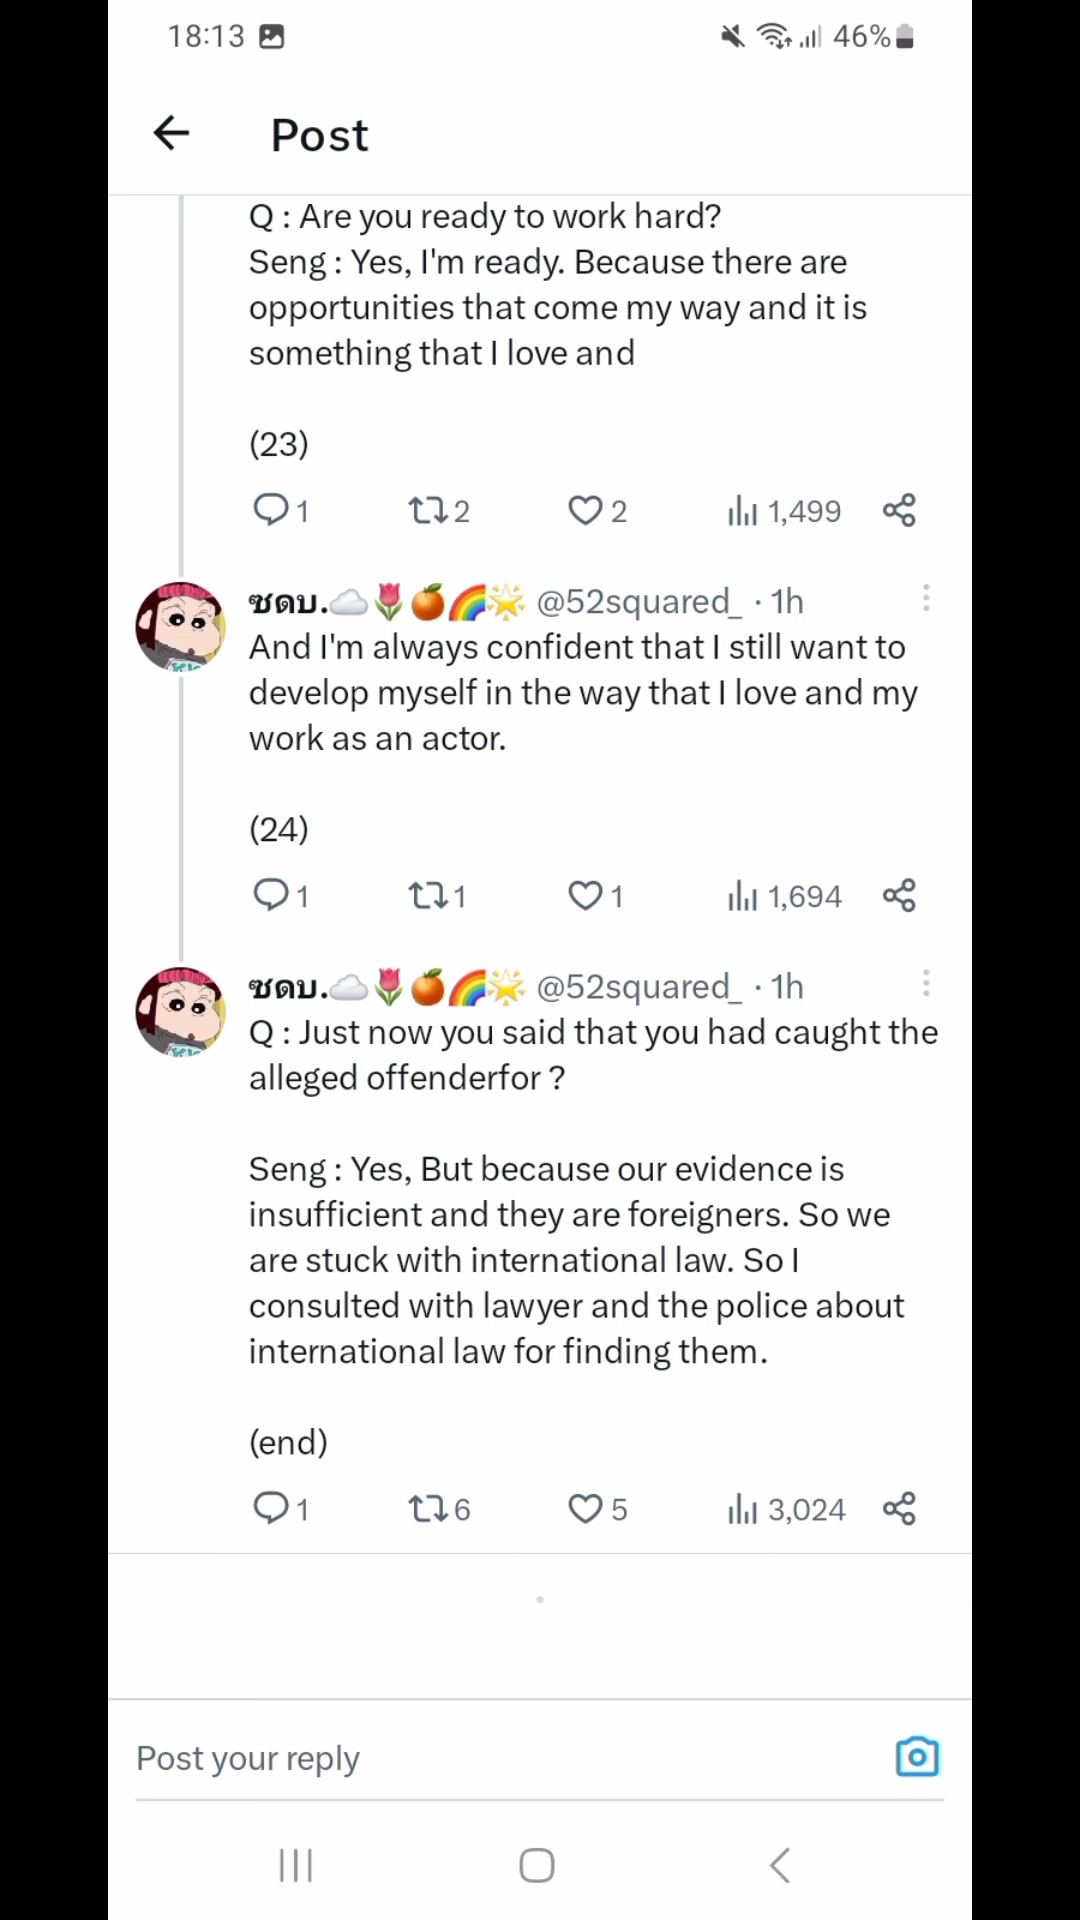 18:13 46%
Post
Q : Are you ready to work hard?
Seng : Yes, I'm ready. Because there are
opportunities that come my way and it is
something that I love and
(23)
1 2 2 1,499
ซดบ.☁️🌷🍊🌈🌟 @52squared_ · 1h
And I'm always confident that I still want to
develop myself in the way that I love and my
work as an actor.
(24)
1 1 1 1,694
ซดบ.☁️🌷🍊🌈🌟 @52squared_ · 1h
Q : Just now you said that you had caught the
alleged offenderfor ?
Seng : Yes, But because our evidence is
insufficient and they are foreigners. So we
are stuck with international law. So I
consulted with lawyer and the police about
international law for finding them.
(end)
1 6 5 3,024
Post your reply